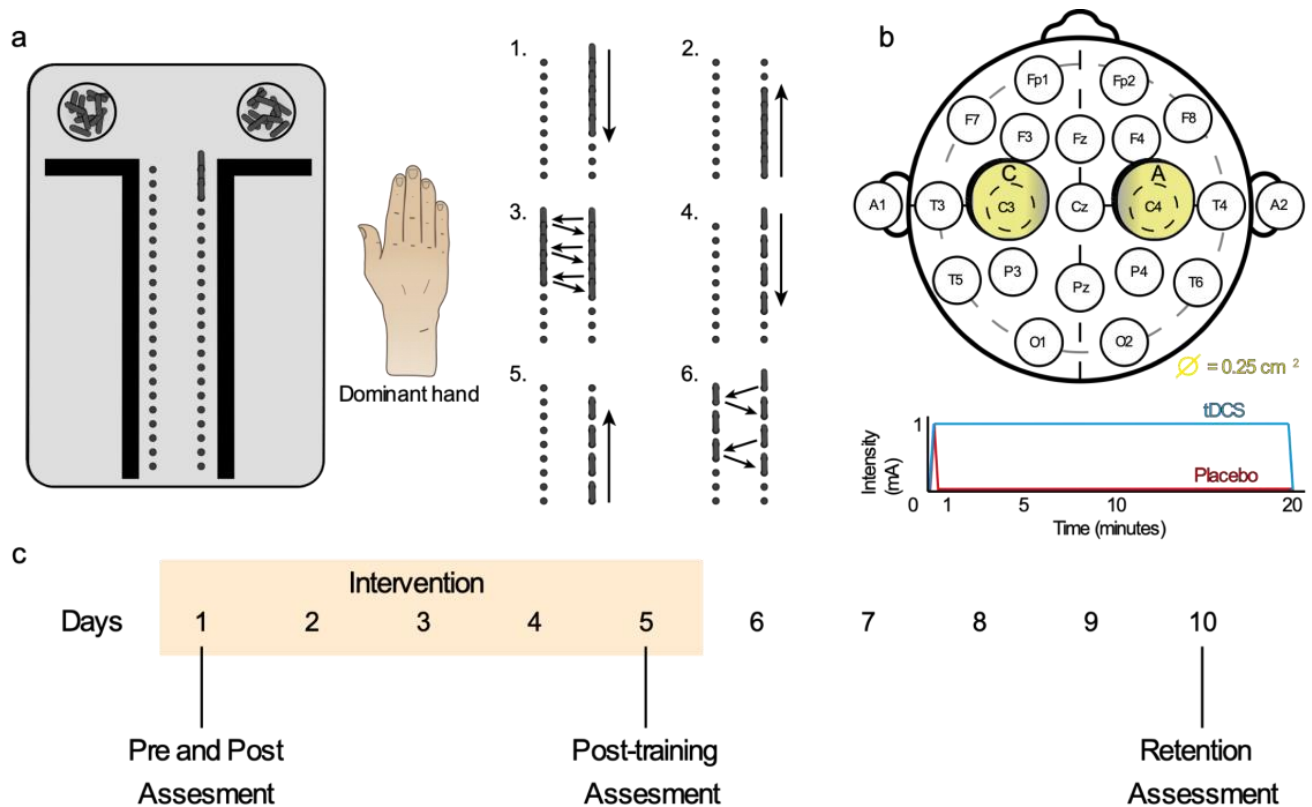 a
1.
2.
3.
4.
5.
6.
Dominant hand
b
Fp1
Fp2
F7
F3
Fz
F4
F8
C
A
A1
T3
C3
Cz
C4
T4
A2
T5
P3
Pz
P4
T6
O1
O2
Ø = 0.25 cm ²
tDCS
Placebo
Intensity
(mA)
1
0 1 5 10 20
Time (minutes)
c
Intervention
Days 1 2 3 4 5 6 7 8 9 10
Pre and Post
Assesment
Post-training
Assessment
Retention
Assessment